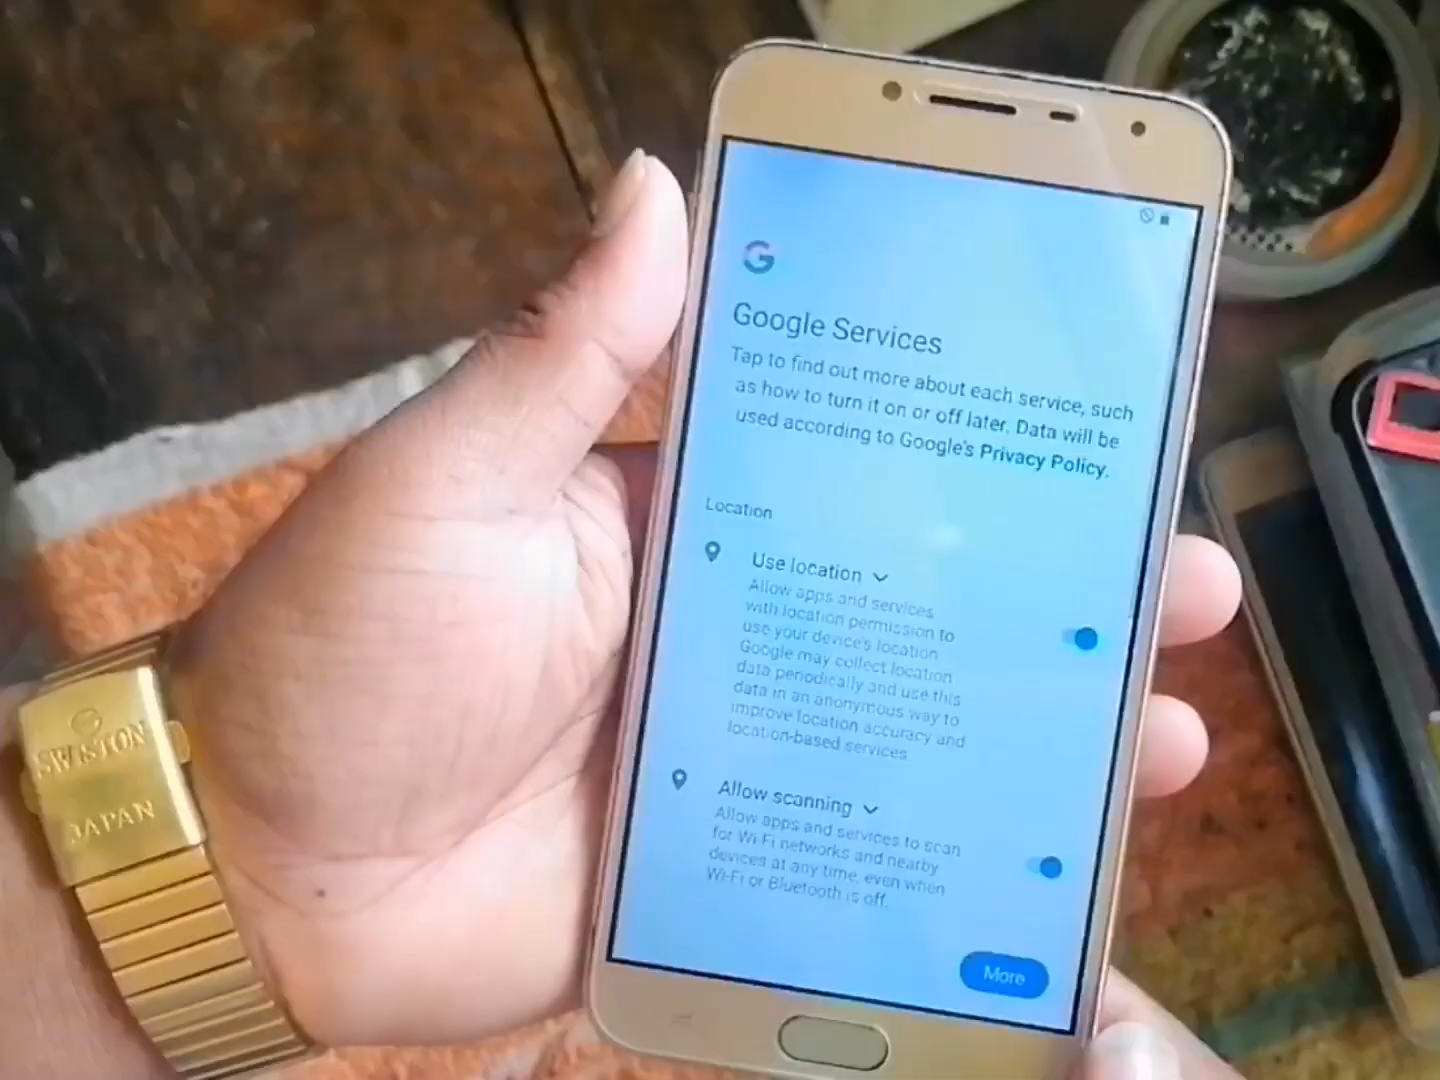 Google Services
Tap to find out more about each service, such
as how to turn it on or off later. Data will be
used according to Google's Privacy Policy.
Location
Use location
Allow apps and services
with location permission to
use your device's location
Google may collect location
data periodically and use this
data in an anonymous way to
improve location accuracy and
location-based services
Allow scanning
Allow apps and services to scan
for Wi-Fi networks and nearby
devices at any time, even when
Wi-Fi or Bluetooth is off.
More
SWISTON
JAPAN